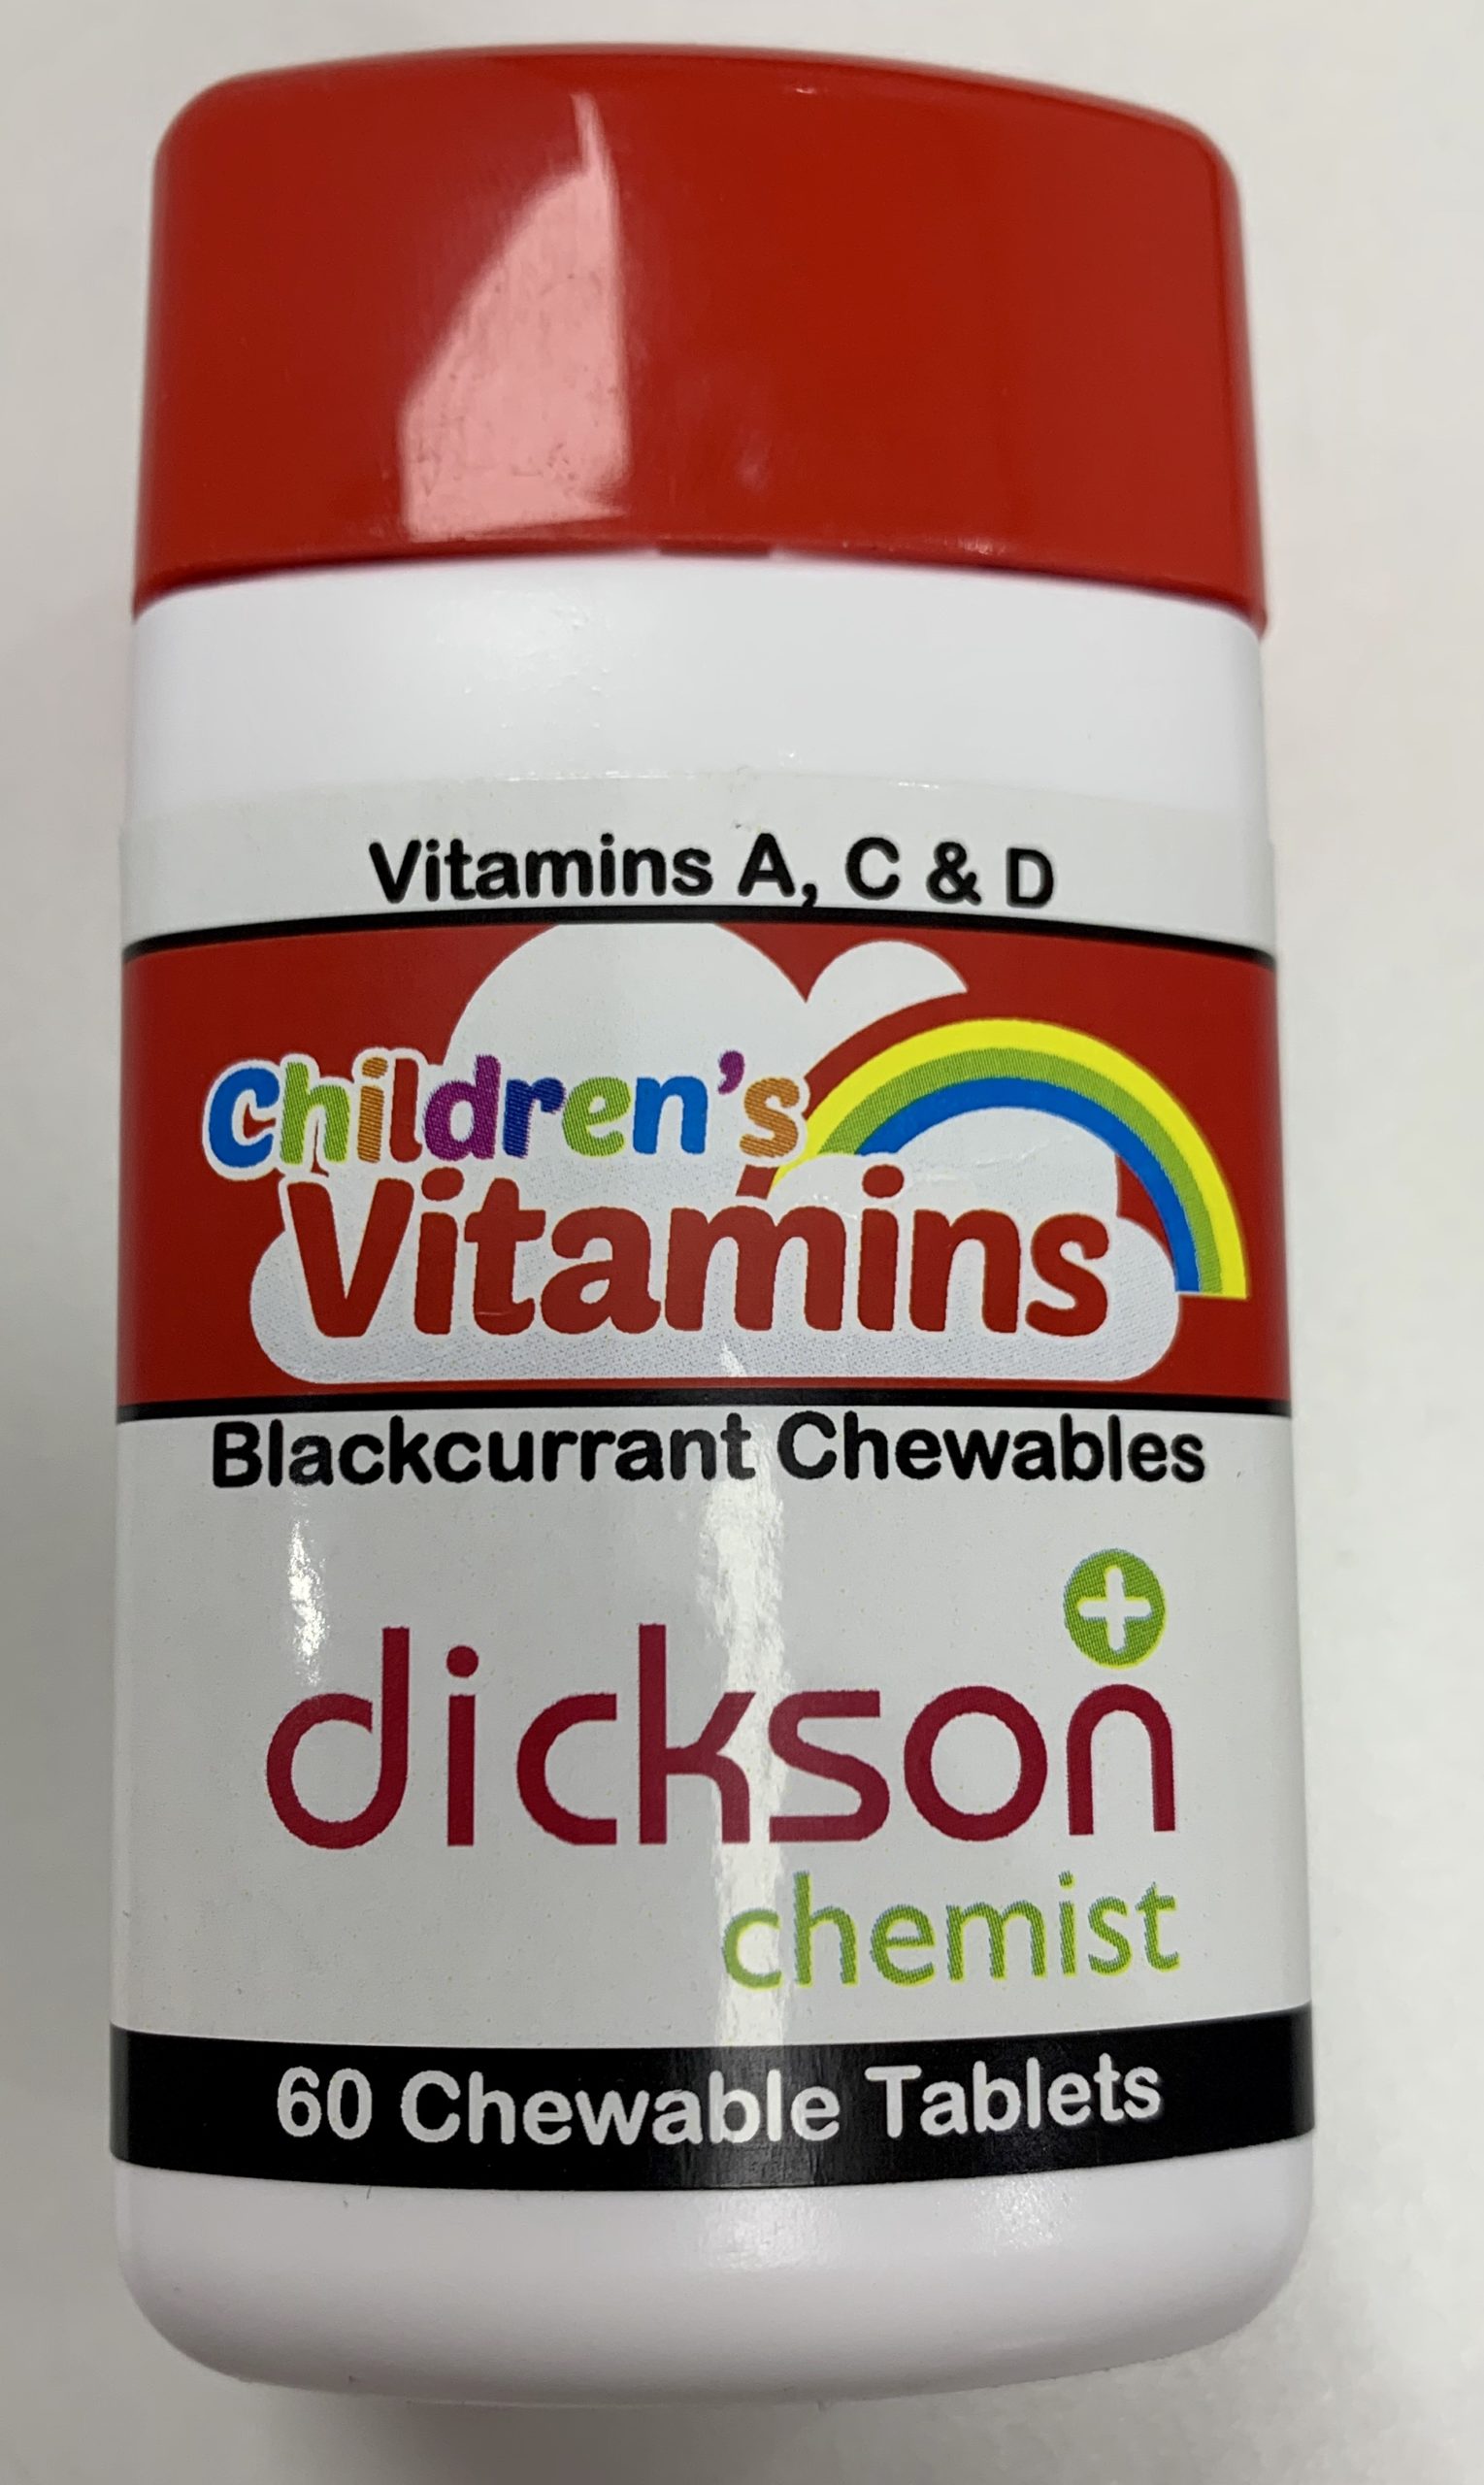 Vitamins A, C & D
Children's
Vitamins
Blackcurrant Chewables
dickson
chemist
60 Chewable Tablets